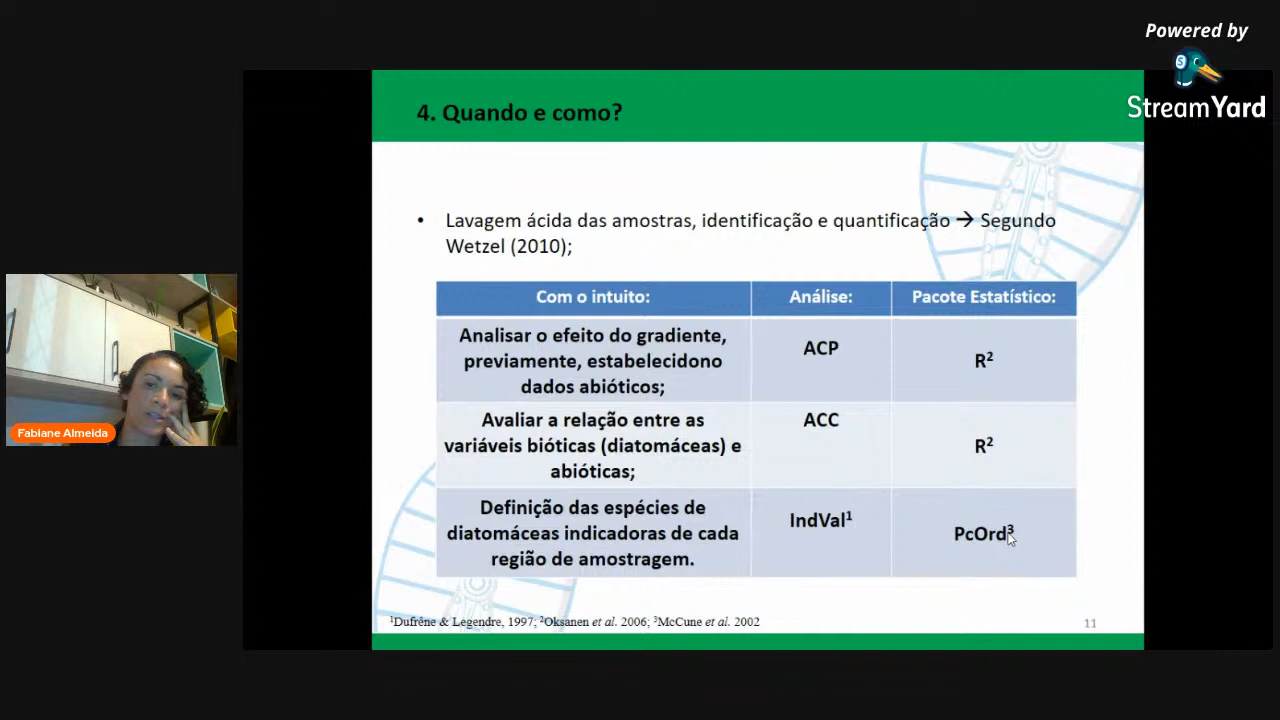 Powered by
StreamYard
4. Quando e como?
• Lavagem ácida das amostras, identificação e quantificação → Segundo
Wetzel (2010);
Com o intuito: Análise: Pacote Estatístico:
Analisar o efeito do gradiente,
previamente, estabelecidono
dados abióticos;
ACP
R²
Avaliar a relação entre as
variáveis bióticas (diatomáceas) e
abióticas;
ACC
R²
Definição das espécies de
diatomáceas indicadoras de cada
região de amostragem.
IndVal¹
PcOrd³
¹Dufrêne & Legendre, 1997; ²Oksanen et al. 2006; ³McCune et al. 2002
11
Fabiane Almeida